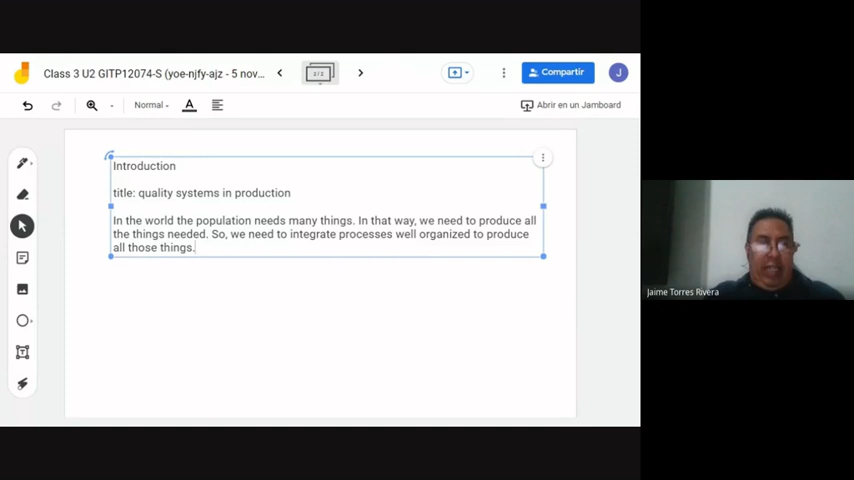 Class 3 U2 GITP12074-S (yoe-njfy-ajz - 5 nov...
2/2
Compartir
J
Normal
A
Abrir en un Jamboard
Introduction
title: quality systems in production
In the world the population needs many things. In that way, we need to produce all
the things needed. So, we need to integrate processes well organized to produce
all those things.
Jaime Torres Rivera